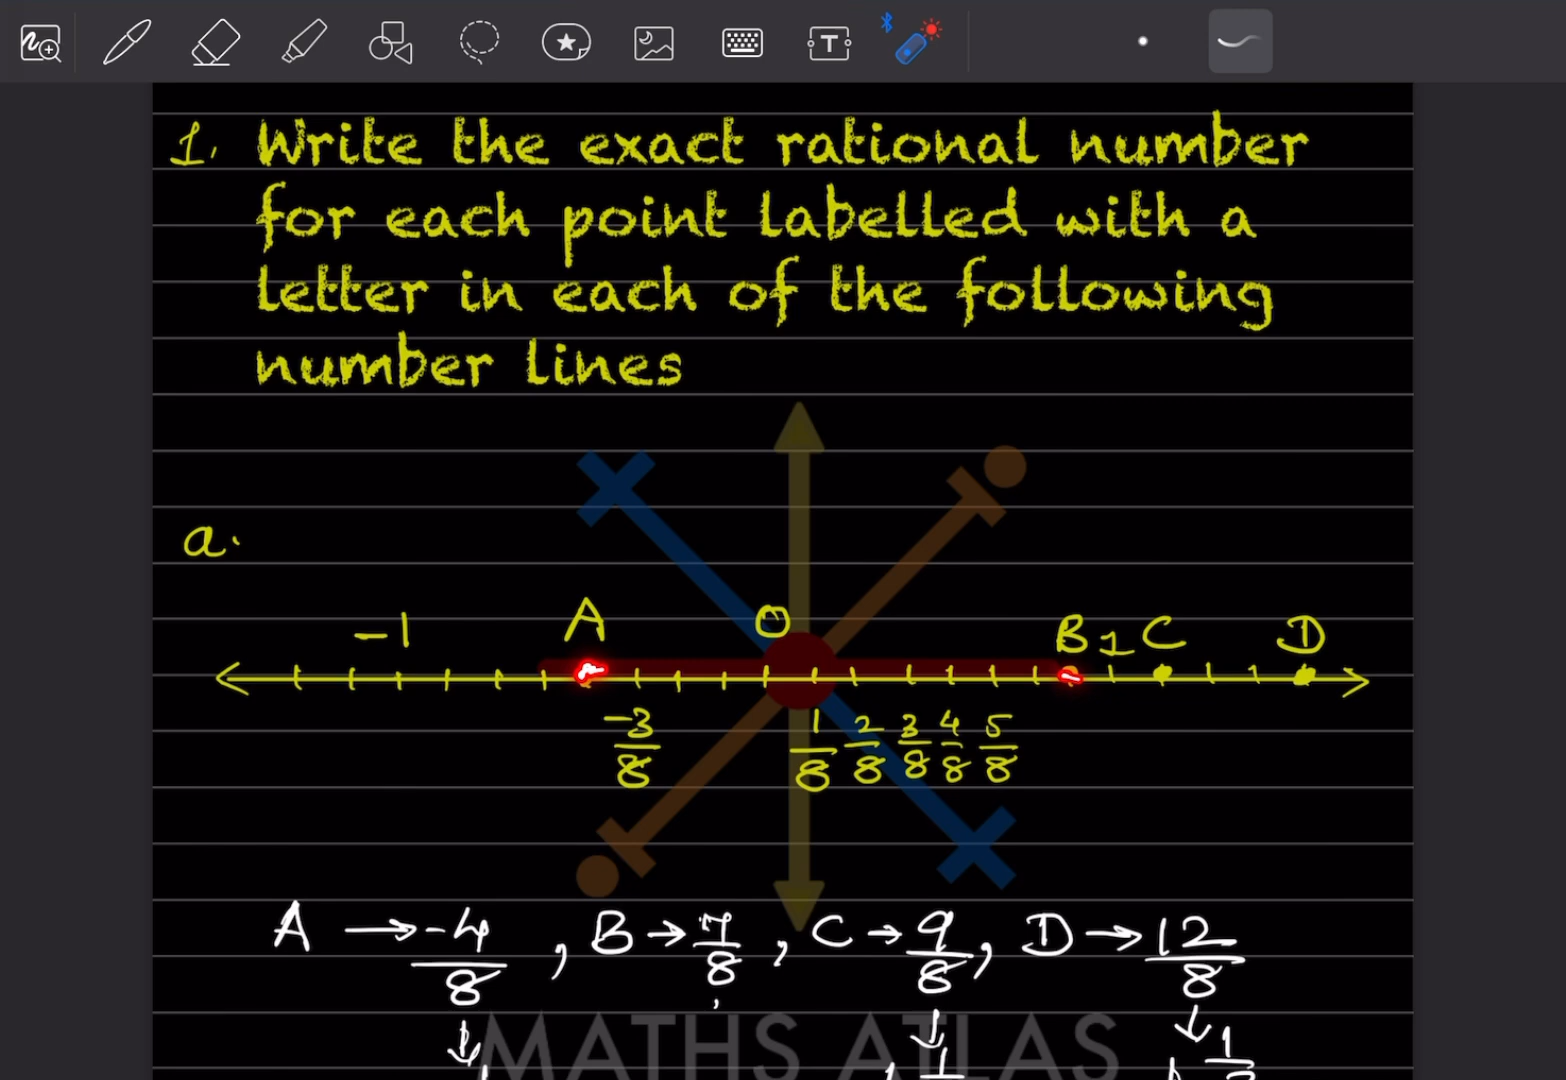 1. Write the exact rational number
for each point labelled with a
letter in each of the following
number lines
a.
-1 A O B 1 C D
-3/8 1/8 2/8 3/8 4/8 5/8
A → -4/8, B → 7/8, C → 9/8, D → 12/8
MATHS ATLAS